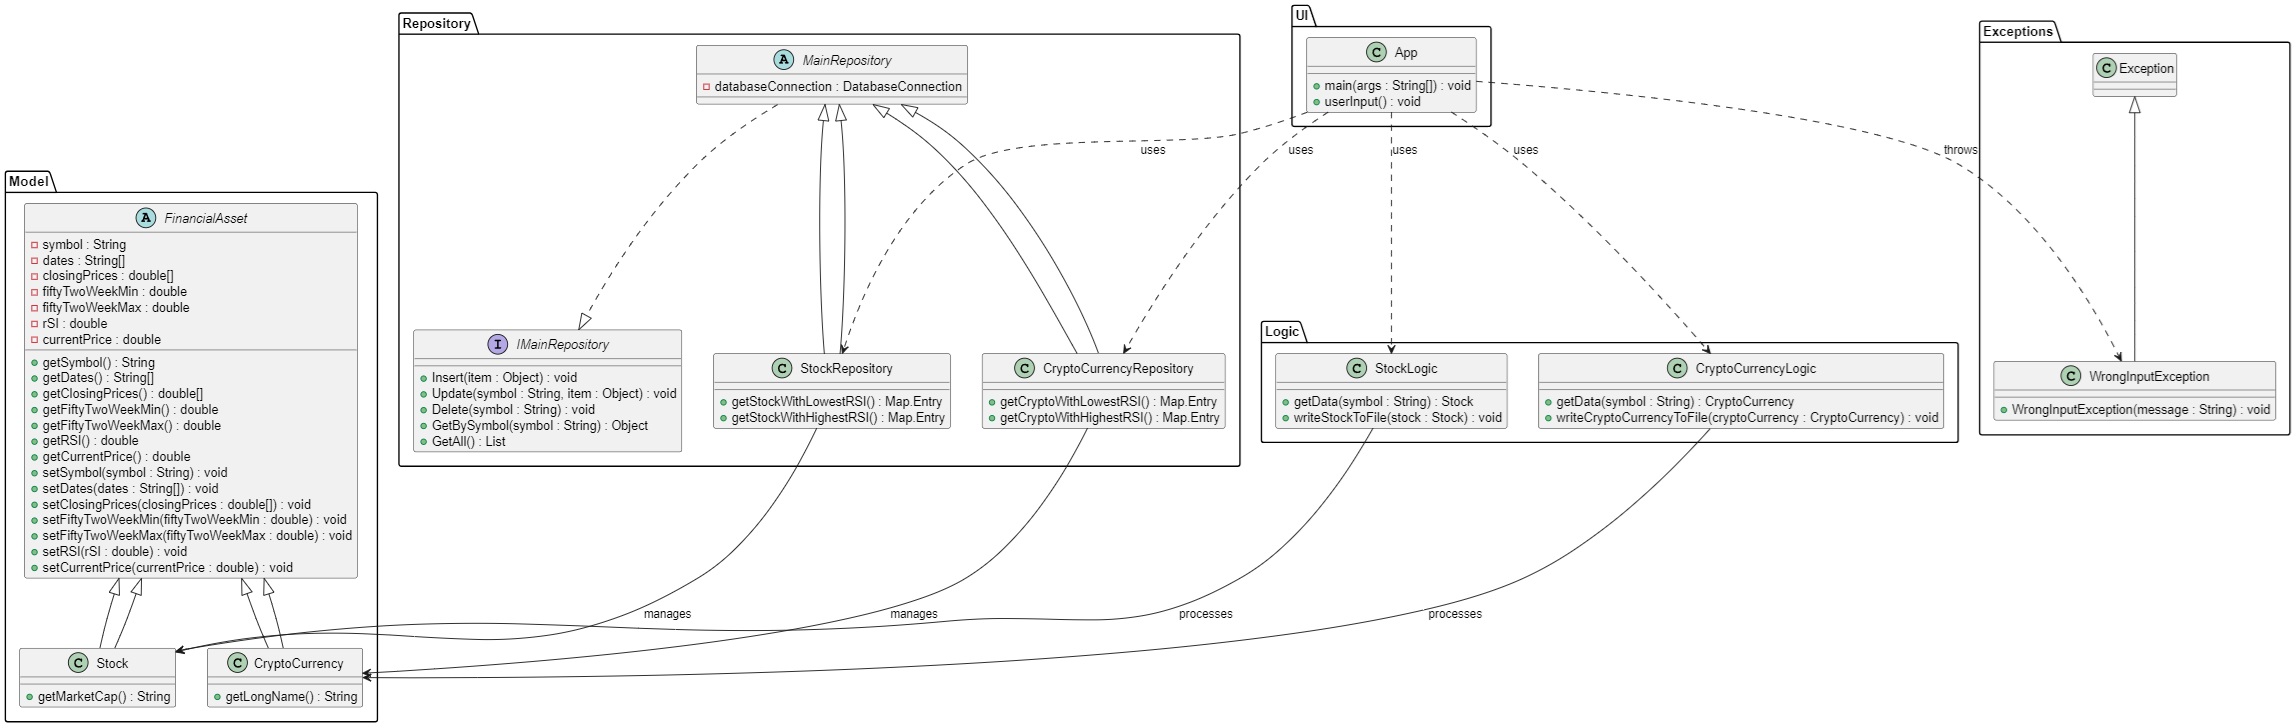 Repository
A MainRepository
databaseConnection : DatabaseConnection
I IMainRepository
Insert(item : Object) : void
Update(symbol : String, item : Object) : void
Delete(symbol : String) : void
GetBySymbol(symbol : String) : Object
GetAll() : List
C StockRepository
getStockWithLowestRSI() : Map.Entry
getStockWithHighestRSI() : Map.Entry
C CryptoCurrencyRepository
getCryptoWithLowestRSI() : Map.Entry
getCryptoWithHighestRSI() : Map.Entry
UI
C App
main(args : String[]) : void
userInput() : void
uses
uses
uses
uses
throws
Exceptions
C Exception
C WrongInputException
WrongInputException(message : String) : void
Logic
C StockLogic
getData(symbol : String) : Stock
writeStockToFile(stock : Stock) : void
C CryptoCurrencyLogic
getData(symbol : String) : CryptoCurrency
writeCryptoCurrencyToFile(cryptoCurrency : CryptoCurrency) : void
Model
A FinancialAsset
symbol : String
dates : String[]
closingPrices : double[]
fiftyTwoWeekMin : double
fiftyTwoWeekMax : double
rSI : double
currentPrice : double
getSymbol() : String
getDates() : String[]
getClosingPrices() : double[]
getFiftyTwoWeekMin() : double
getFiftyTwoWeekMax() : double
getRSI() : double
getCurrentPrice() : double
setSymbol(symbol : String) : void
setDates(dates : String[]) : void
setClosingPrices(closingPrices : double[]) : void
setFiftyTwoWeekMin(fiftyTwoWeekMin : double) : void
setFiftyTwoWeekMax(fiftyTwoWeekMax : double) : void
setRSI(rSI : double) : void
setCurrentPrice(currentPrice : double) : void
manages
manages
processes
processes
C Stock
getMarketCap() : String
C CryptoCurrency
getLongName() : String